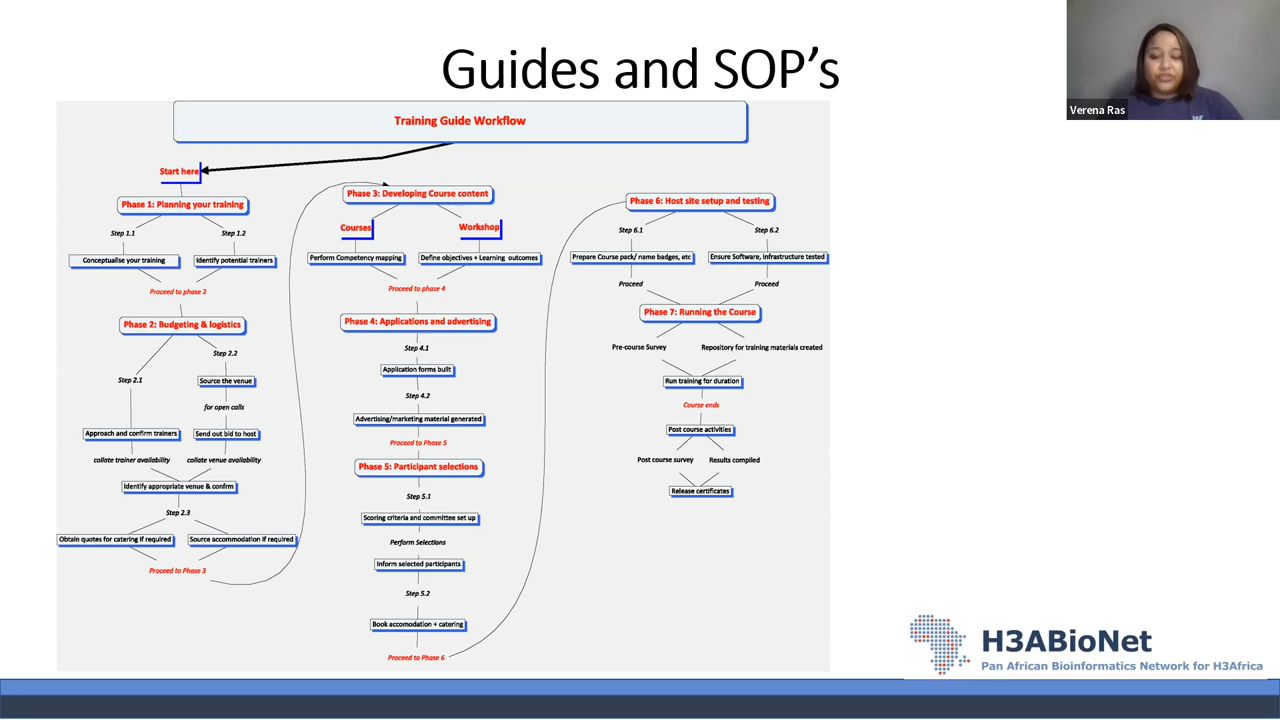 Guides and SOP's
Verena Ras
Training Guide Workflow
Start here
Phase 1: Planning your training
Step 1.1
Step 1.2
Conceptualise your training
Identify potential trainers
Proceed to phase 2
Phase 2: Budgeting & logistics
Step 2.2
Step 2.1
Source the venue
for open calls
Approach and confirm trainers
Send out bid to host
collate trainer availability
collate venue availability
Identify appropriate venue & confrm
Step 2.3
Obtain quotes for catering if required
Source accommodation if required
Proceed to Phase 3
Phase 3: Developing Course content
Courses
Workshop
Perform Competency mapping
Define objectives + Learning outcomes
Proceed to phase 4
Phase 4: Applications and advertising
Step 4.1
Application forms built
Step 4.2
Advertising/marketing material generated
Proceed to Phase 5
Phase 5: Participant selections
Step 5.1
Scoring criteria and committee set up
Perform Selections
Inform selected participants
Step 5.2
Book accomodation + catering
Proceed to Phase 6
Phase 6: Host site setup and testing
Step 6.1
Step 6.2
Prepare Course pack/ name badges, etc
Ensure Software, infrastructure tested
Proceed
Proceed
Phase 7: Running the Course
Pre-course Survey
Repository for training materials created
Run training for duration
Course ends
Post course activities
Post course survey
Results compiled
Release certificates
H3ABioNet
Pan African Bioinformatics Network for H3Africa